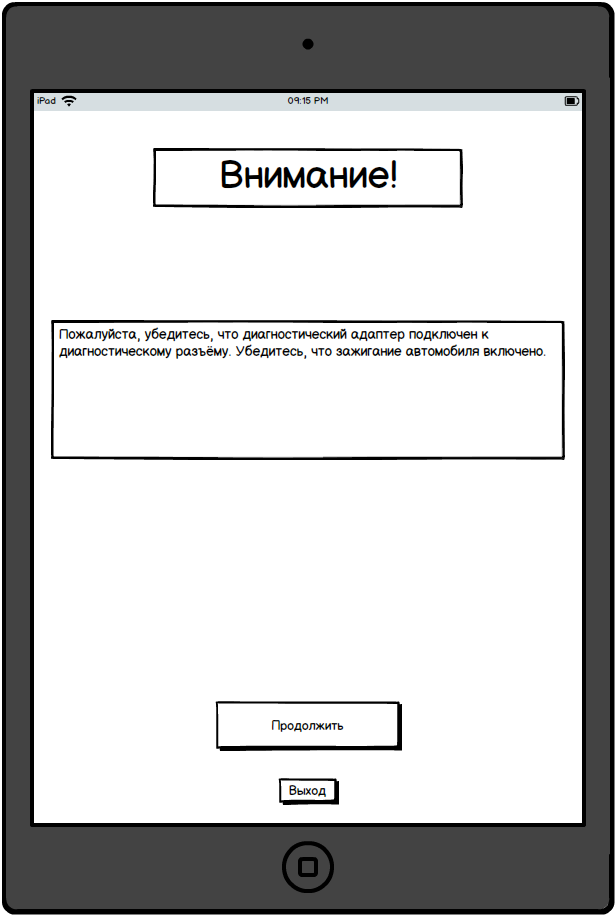 iPad
09:15 PM
Внимание!
Пожалуйста, убедитесь, что диагностический адаптер подключен к
диагностическому разъёму. Убедитесь, что зажигание автомобиля включено.
Продолжить
Выход